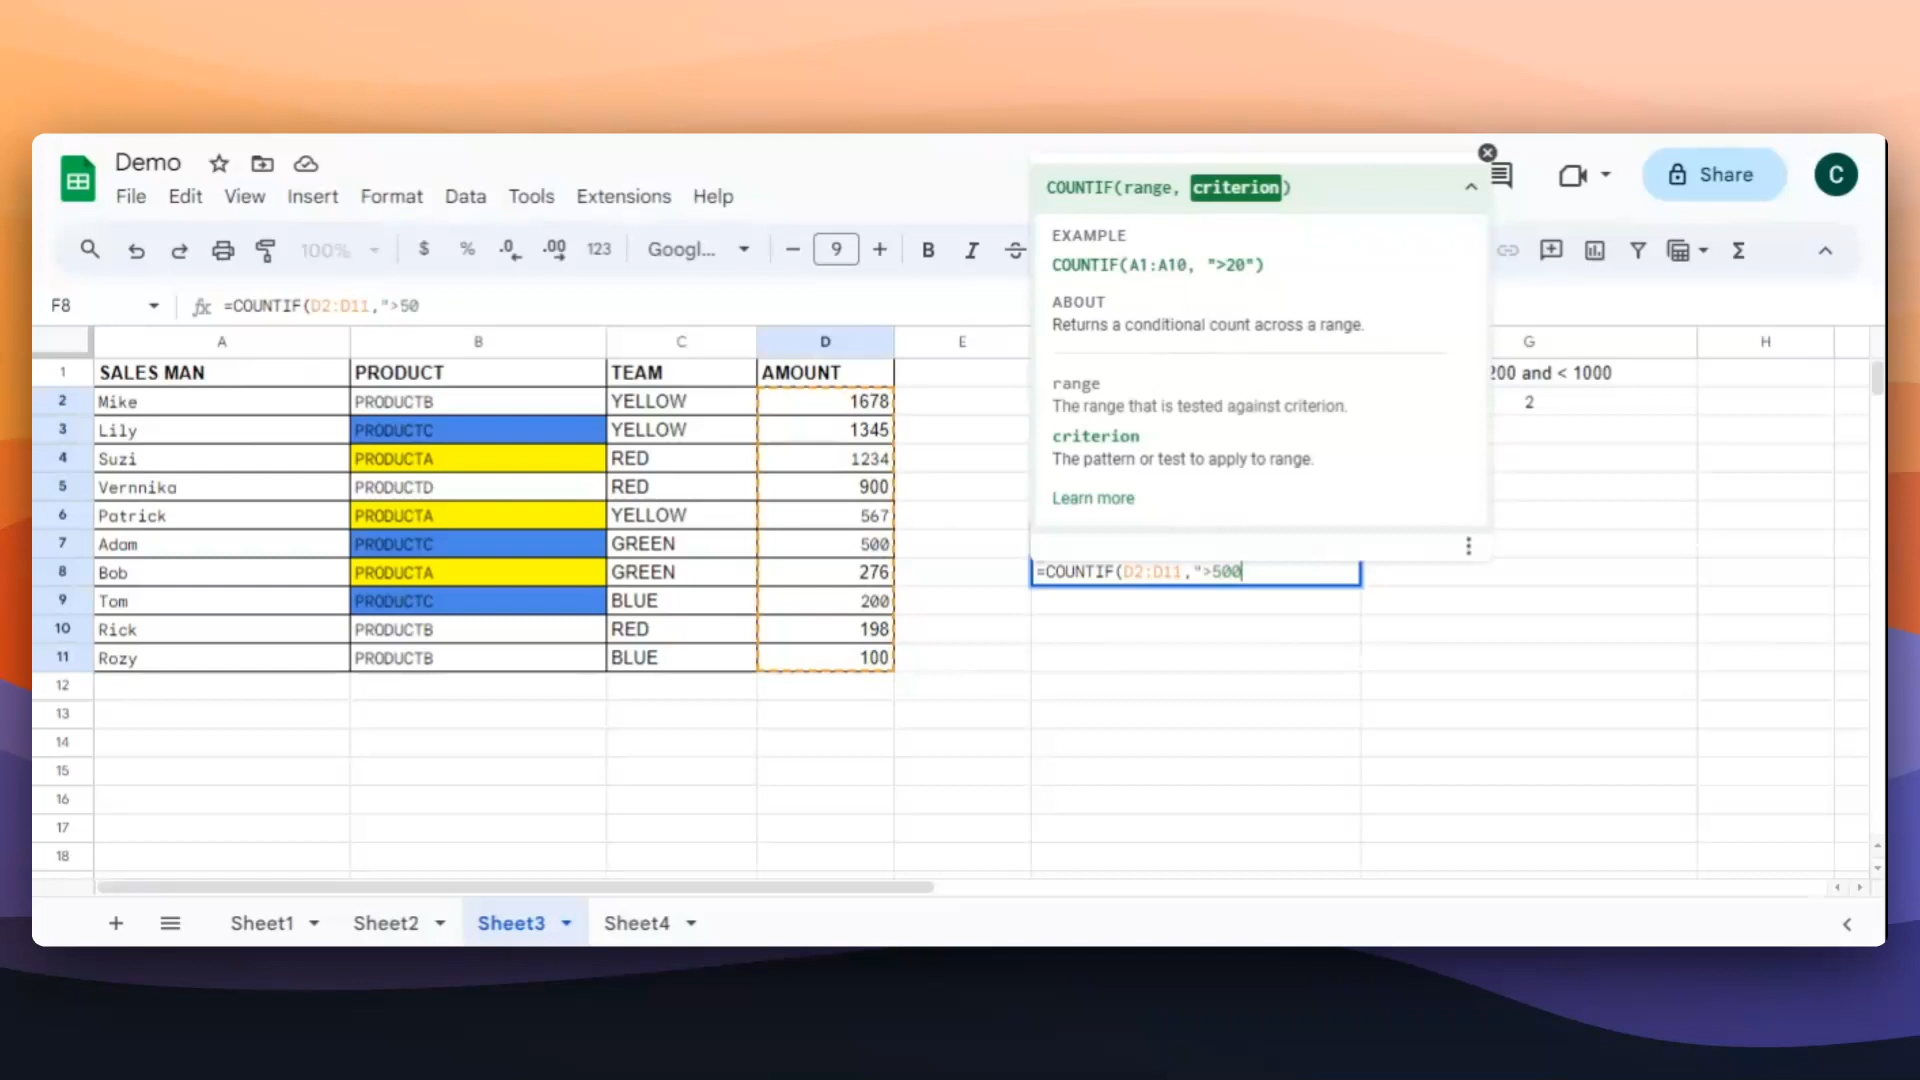 Demo
File Edit View Insert Format Data Tools Extensions Help
Share
C
100% $ % .0 .00 123 Googl... 9 B I
F8 =COUNTIF(D2:D11,">50
COUNTIF(range, criterion)
EXAMPLE
COUNTIF(A1:A10, ">20")
ABOUT
Returns a conditional count across a range.
range
The range that is tested against criterion.
criterion
The pattern or test to apply to range.
Learn more
A B C D E G H
1 SALES MAN PRODUCT TEAM AMOUNT 200 and < 1000
2 Mike PRODUCTB YELLOW 1678 2
3 Lily PRODUCTC YELLOW 1345
4 Suzi PRODUCTA RED 1234
5 Vernnika PRODUCTD RED 900
6 Patrick PRODUCTA YELLOW 567
7 Adam PRODUCTC GREEN 500
8 Bob PRODUCTA GREEN 276 =COUNTIF(D2:D11,">500
9 Tom PRODUCTC BLUE 200
10 Rick PRODUCTB RED 198
11 Rozy PRODUCTB BLUE 100
12
13
14
15
16
17
18
Sheet1 Sheet2 Sheet3 Sheet4